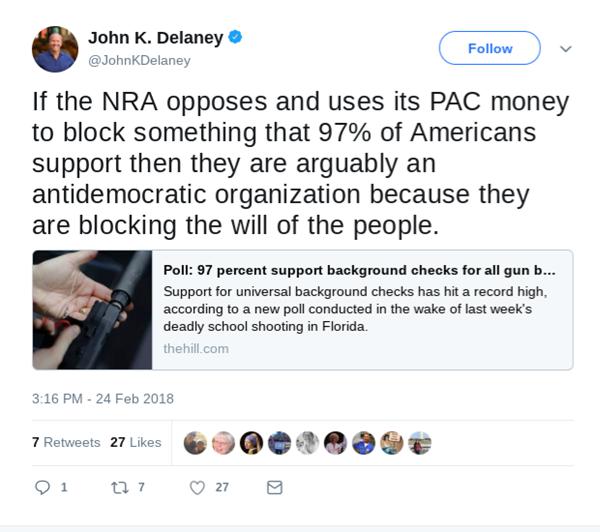 John K. Delaney
@JohnKDelaney
Follow
If the NRA opposes and uses its PAC money
to block something that 97% of Americans
support then they are arguably an
antidemocratic organization because they
are blocking the will of the people.
Poll: 97 percent support background checks for all gun b...
Support for universal background checks has hit a record high,
according to a new poll conducted in the wake of last week's
deadly school shooting in Florida.
thehill.com
3:16 PM - 24 Feb 2018
7 Retweets 27 Likes
1 7 27